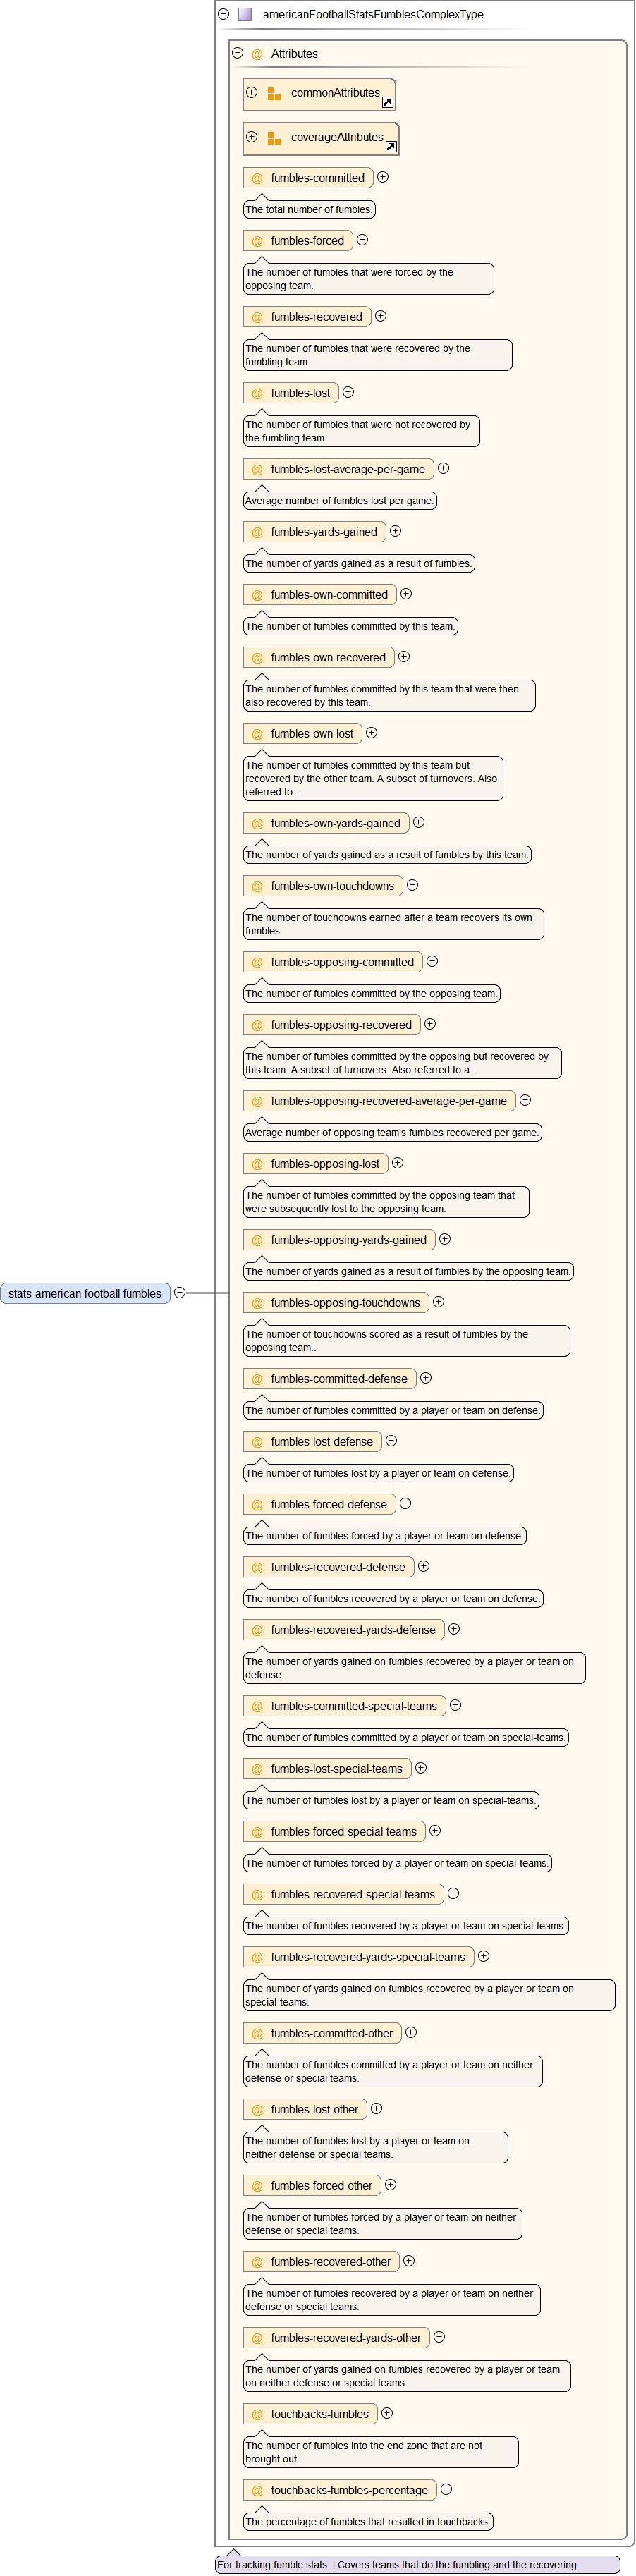 americanFootballStatsFumblesComplexType
@ Attributes
commonAttributes
coverageAttributes
@ fumbles-committed
The total number of fumbles.
@ fumbles-forced
The number of fumbles that were forced by the
opposing team.
@ fumbles-recovered
The number of fumbles that were recovered by the
fumbling team.
@ fumbles-lost
The number of fumbles that were not recovered by
the fumbling team.
@ fumbles-lost-average-per-game
Average number of fumbles lost per game.
@ fumbles-yards-gained
The number of yards gained as a result of fumbles.
@ fumbles-own-committed
The number of fumbles committed by this team.
@ fumbles-own-recovered
The number of fumbles committed by this team that were then
also recovered by this team.
@ fumbles-own-lost
The number of fumbles committed by this team but
recovered by the other team. A subset of turnovers. Also
referred to...
@ fumbles-own-yards-gained
The number of yards gained as a result of fumbles by this team.
@ fumbles-own-touchdowns
The number of touchdowns earned after a team recovers its own
fumbles.
@ fumbles-opposing-committed
The number of fumbles committed by the opposing team.
@ fumbles-opposing-recovered
The number of fumbles committed by the opposing but recovered by
this team. A subset of turnovers. Also referred to a...
@ fumbles-opposing-recovered-average-per-game
Average number of opposing team's fumbles recovered per game.
@ fumbles-opposing-lost
The number of fumbles committed by the opposing team that
were subsequently lost to the opposing team.
@ fumbles-opposing-yards-gained
The number of yards gained as a result of fumbles by the opposing team.
stats-american-football-fumbles
@ fumbles-opposing-touchdowns
The number of touchdowns scored as a result of fumbles by the
opposing team..
@ fumbles-committed-defense
The number of fumbles committed by a player or team on defense.
@ fumbles-lost-defense
The number of fumbles lost by a player or team on defense.
@ fumbles-forced-defense
The number of fumbles forced by a player or team on defense.
@ fumbles-recovered-defense
The number of fumbles recovered by a player or team on defense.
@ fumbles-recovered-yards-defense
The number of yards gained on fumbles recovered by a player or team on
defense.
@ fumbles-committed-special-teams
The number of fumbles committed by a player or team on special-teams.
@ fumbles-lost-special-teams
The number of fumbles lost by a player or team on special-teams.
@ fumbles-forced-special-teams
The number of fumbles forced by a player or team on special-teams.
@ fumbles-recovered-special-teams
The number of fumbles recovered by a player or team on special-teams.
@ fumbles-recovered-yards-special-teams
The number of yards gained on fumbles recovered by a player or team on
special-teams.
@ fumbles-committed-other
The number of fumbles committed by a player or team on neither
defense or special teams.
@ fumbles-lost-other
The number of fumbles lost by a player or team on
neither defense or special teams.
@ fumbles-forced-other
The number of fumbles forced by a player or team on neither
defense or special teams.
@ fumbles-recovered-other
The number of fumbles recovered by a player or team on neither
defense or special teams.
@ fumbles-recovered-yards-other
The number of yards gained on fumbles recovered by a player or team
on neither defense or special teams.
@ touchbacks-fumbles
The number of fumbles into the end zone that are not
brought out.
@ touchbacks-fumbles-percentage
The percentage of fumbles that resulted in touchbacks.
For tracking fumble stats. | Covers teams that do the fumbling and the recovering.